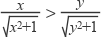 x/√(x²+1) > y/√(y²+1)